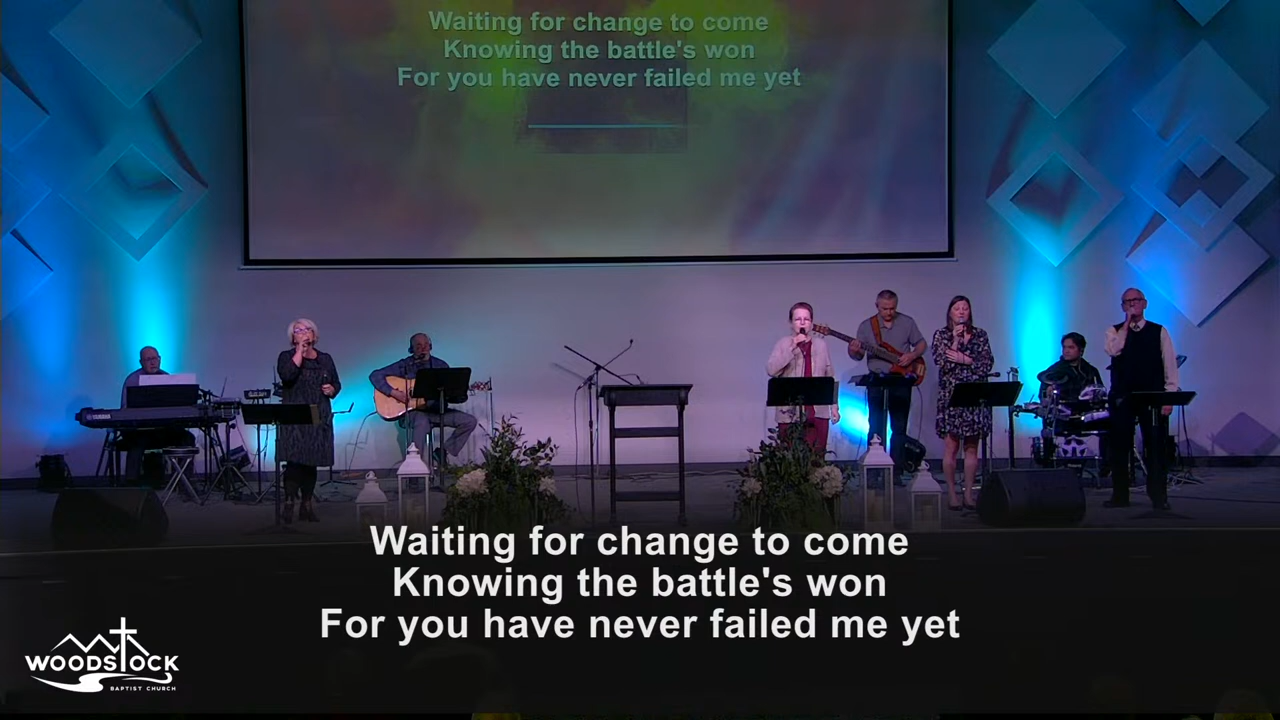 Waiting for change to come
Knowing the battle's won
For you have never failed me yet
YAMAHA
Waiting for change to come
Knowing the battle's won
For you have never failed me yet
WOODSTOCK
BAPTIST CHURCH